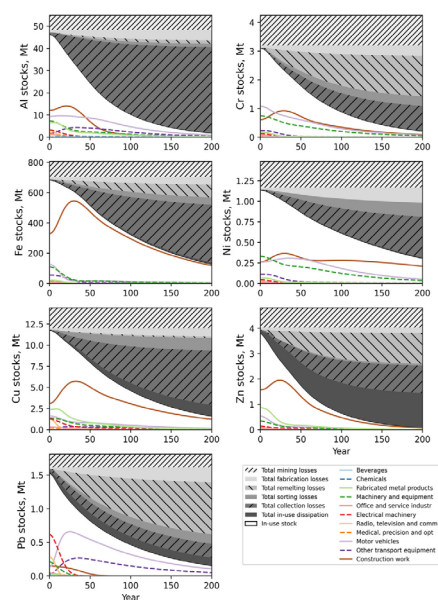 Al stocks, Mt
50
40
30
20
10
0
0 50 100 150 200
Cr stocks, Mt
4
3
2
1
0
0 50 100 150 200
Fe stocks, Mt
800
600
400
200
0 50 100 150 200
Ni stocks, Mt
1.25
1.00
0.75
0.50
0.25
0.00
0 50 100 150 200
Cu stocks, Mt
12.5
10.0
7.5
5.0
2.5
0.0
0 50 100 150 200
Zn stocks, Mt
4
3
2
1
0
0 50 100 150 200
Year
Pb stocks, Mt
1.5
1.0
0.5
0.0
0 50 100 150 200
Year
Total mining losses
Total fabrication losses
Total remelting losses
Total sorting losses
Total collection losses
Total in-use dissipation
In-use stock
Beverages
Chemicals
Fabricated metal products
Machinery and equipment
Office and service industr
Electrical machinery
Radio, television and comm
Medical, precision and opt
Motor vehicles
Other transport equipment
Construction work